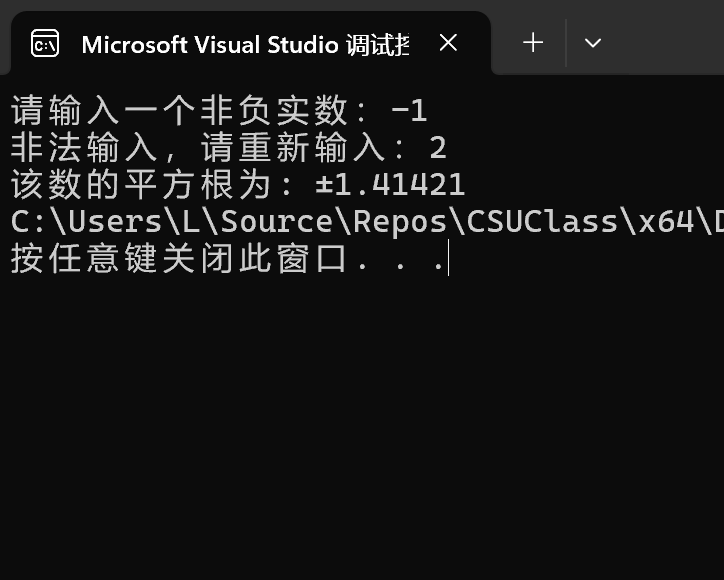 Microsoft Visual Studio 调试
请输入一个非负实数：-1
非法输入，请重新输入：2
该数的平方根为：±1.41421
C:\Users\L\Source\Repos\CSUClass\x64\
按任意键关闭此窗口. . .